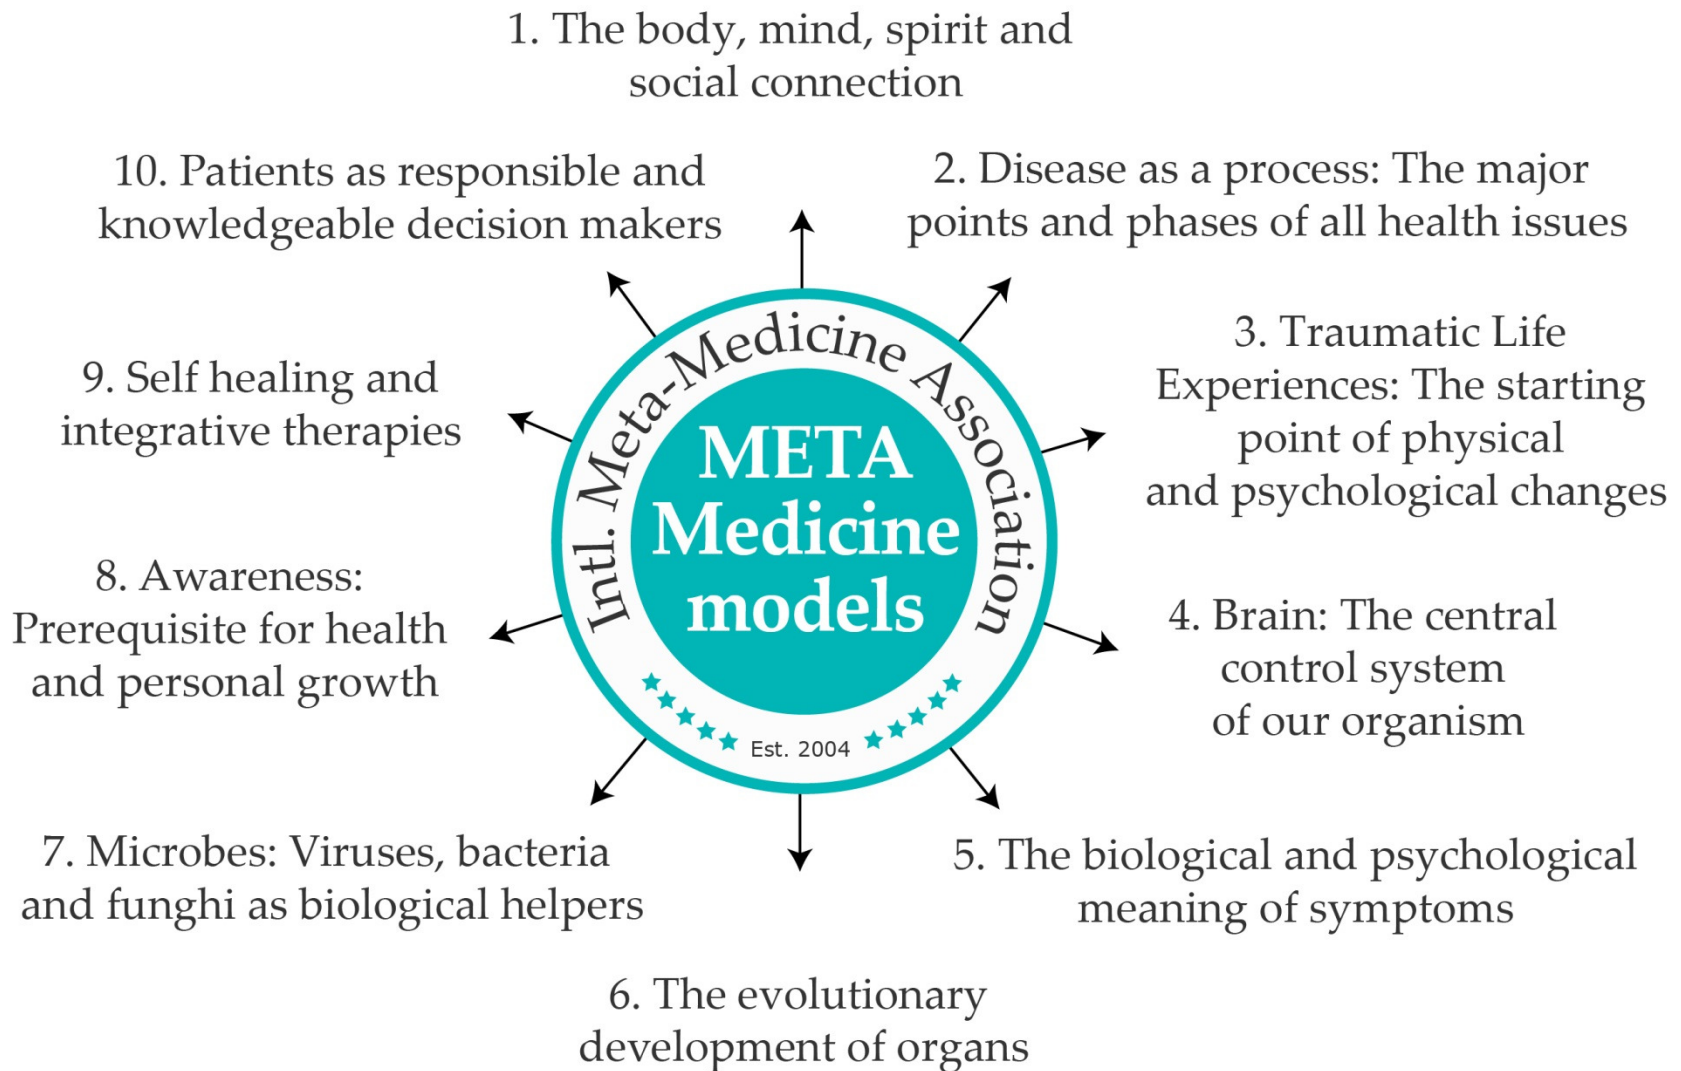 1. The body, mind, spirit and
social connection
10. Patients as responsible and
knowledgeable decision makers
2. Disease as a process: The major
points and phases of all health issues
3. Traumatic Life
Experiences: The starting
point of physical
and psychological changes
9. Self healing and
integrative therapies
Intl. Meta-Medicine Association
META
Medicine
models
Est. 2004
8. Awareness:
Prerequisite for health
and personal growth
4. Brain: The central
control system
of our organism
7. Microbes: Viruses, bacteria
and funghi as biological helpers
5. The biological and psychological
meaning of symptoms
6. The evolutionary
development of organs